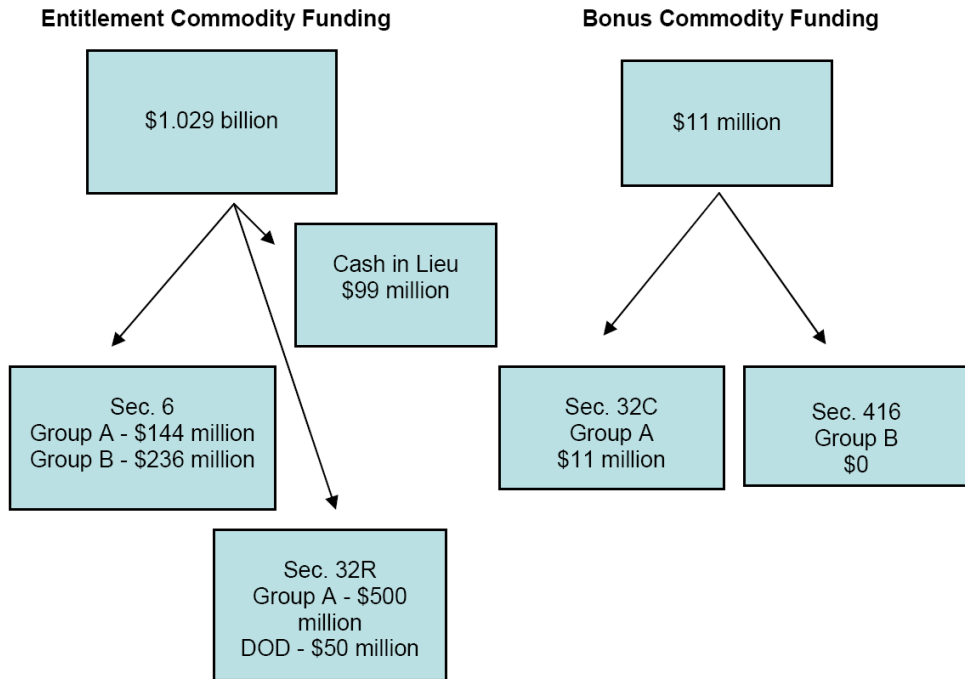 Entitlement Commodity Funding
$1.029 billion
Cash in Lieu
$99 million
Sec. 6
Group A - $144 million
Group B - $236 million
Sec. 32R
Group A - $500
million
DOD - $50 million
Bonus Commodity Funding
$11 million
Sec. 32C
Group A
$11 million
Sec. 416
Group B
$0